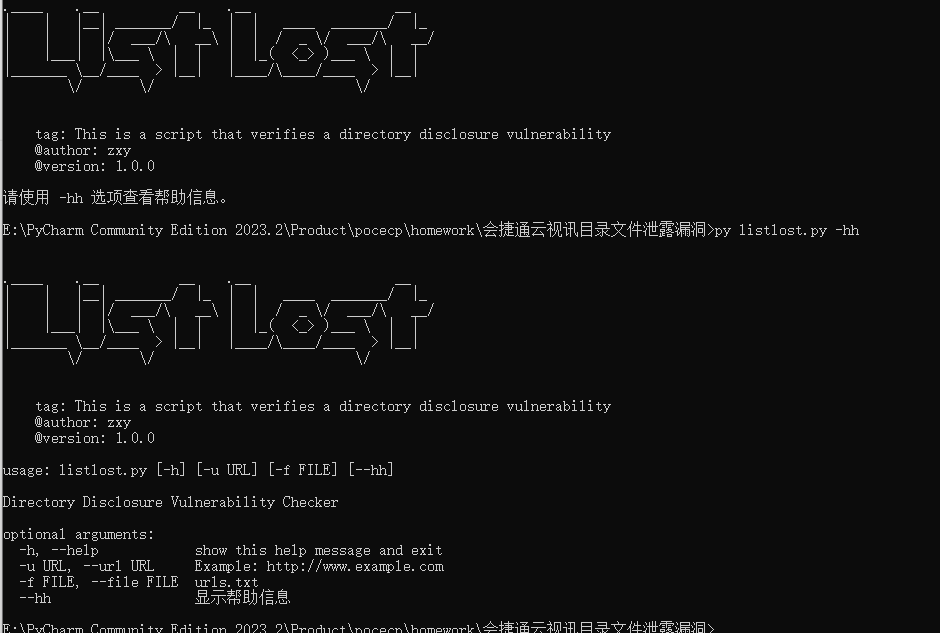 tag: This is a script that verifies a directory disclosure vulnerability
@author: zxy
@version: 1.0.0
请使用 -hh 选项查看帮助信息。
E:\PyCharm Community Edition 2023.2\Product\pocecp\homework\会捷通云视讯目录文件泄露漏洞>py listlost.py -hh
List Lost
tag: This is a script that verifies a directory disclosure vulnerability
@author: zxy
@version: 1.0.0
usage: listlost.py [-h] [-u URL] [-f FILE] [--hh]
Directory Disclosure Vulnerability Checker
optional arguments:
-h, --help show this help message and exit
-u URL, --url URL Example: http://www.example.com
-f FILE, --file FILE urls.txt
--hh 显示帮助信息
E:\PyCharm Community Edition 2023.2\Product\pocecp\homework\会捷通云视讯目录文件泄露漏洞>